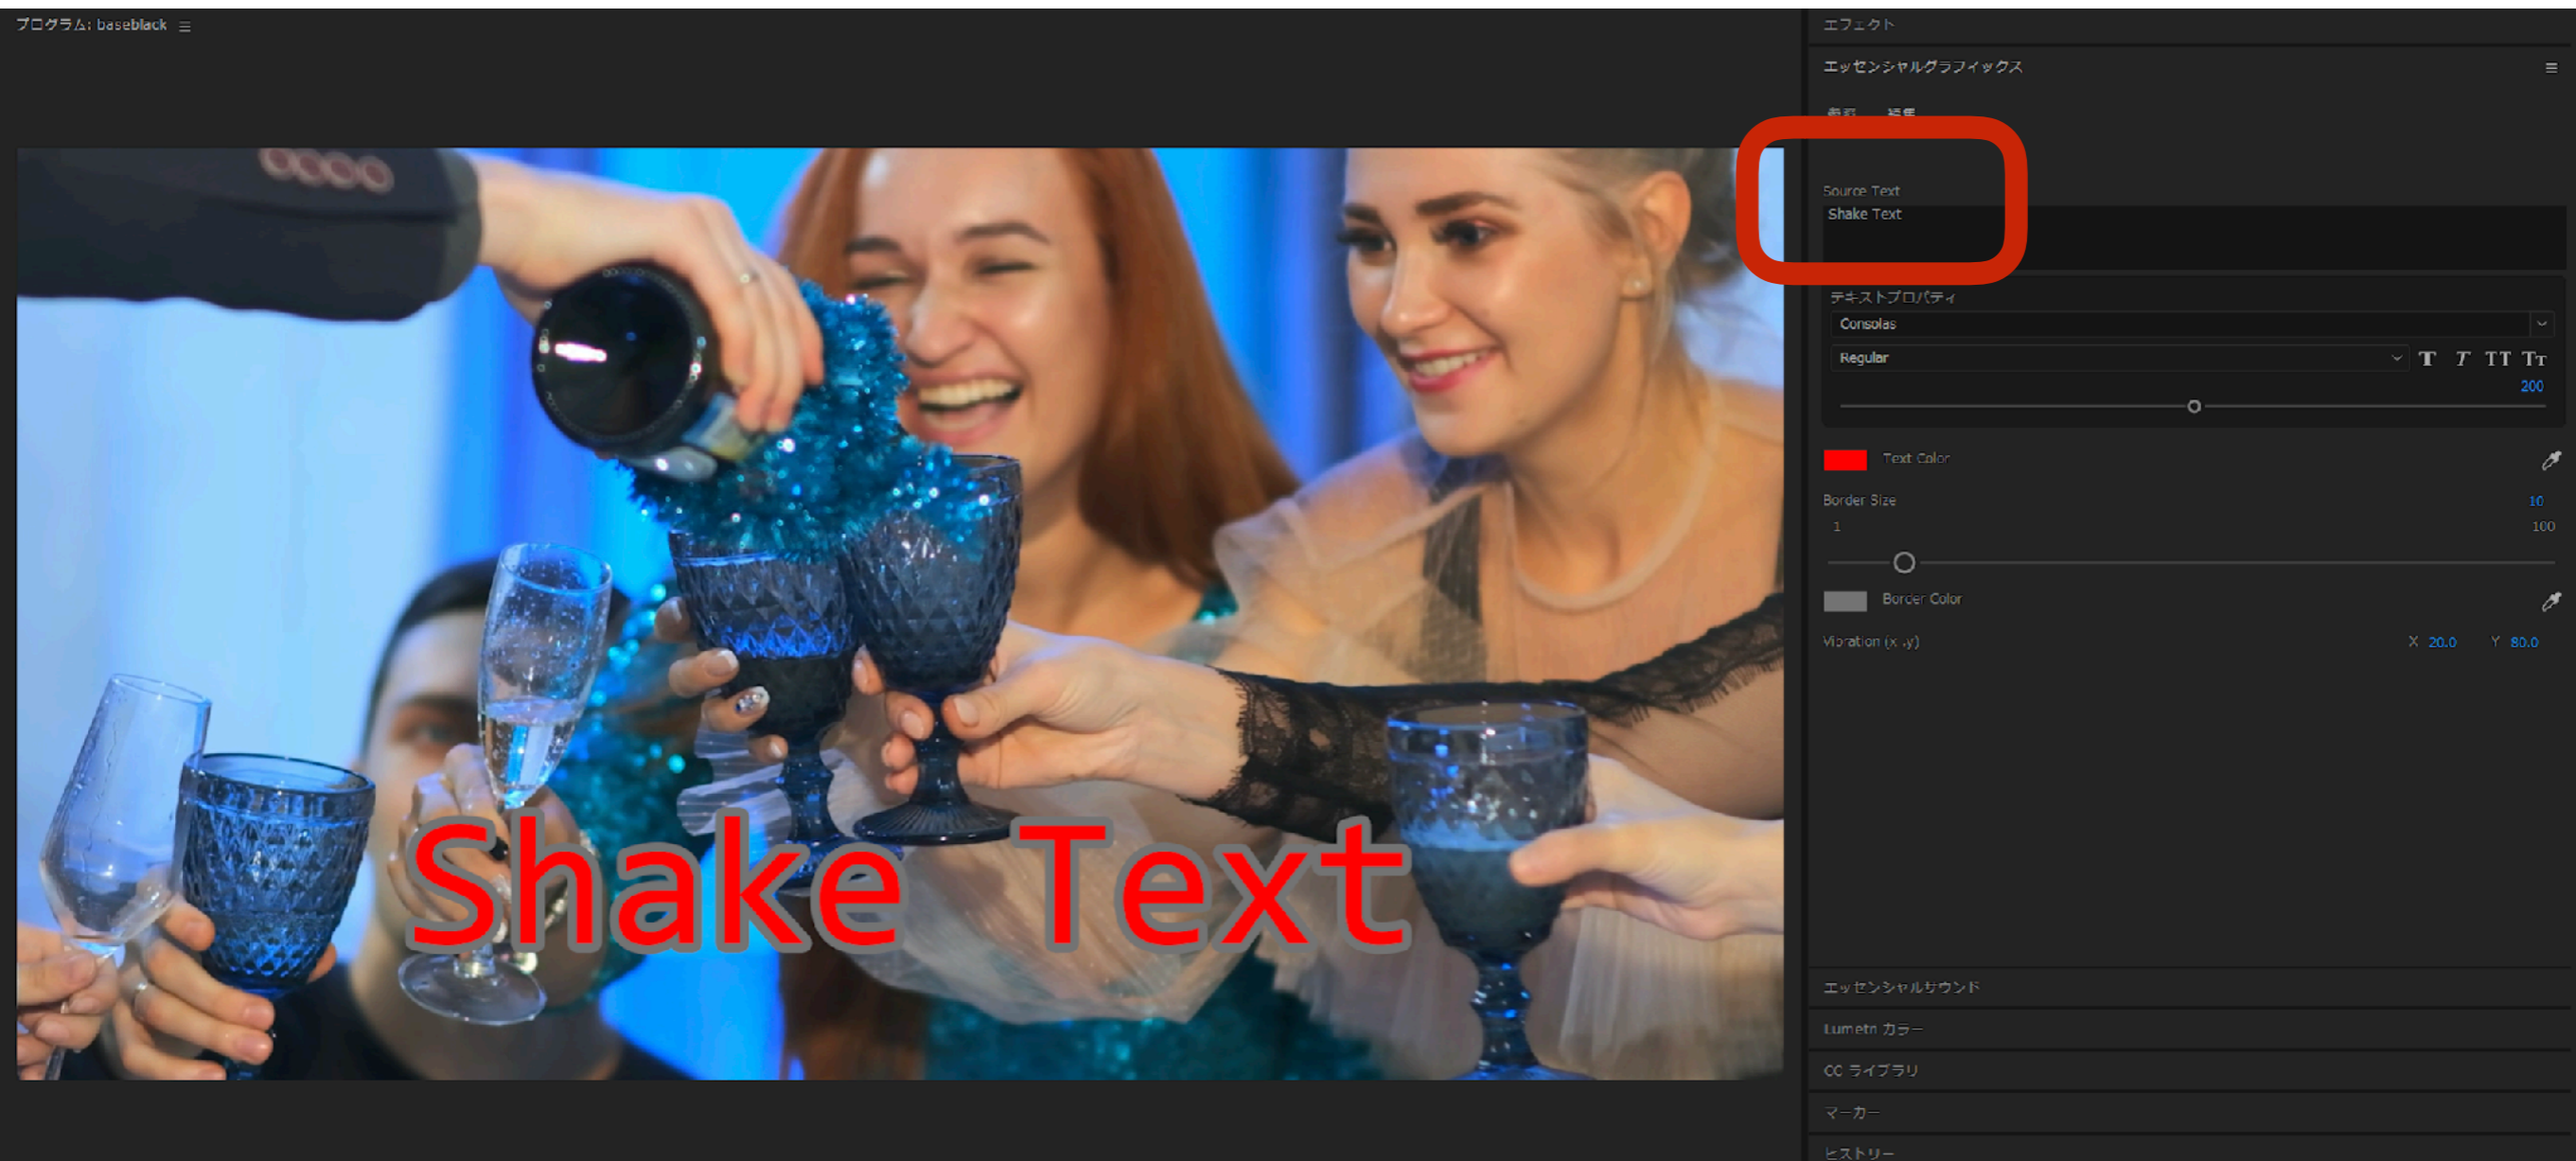 プログラム: baseblack
エフェクト
エッセンシャルグラフィックス
編集
Source Text
Shake Text
テキストプロパティ
Consolas
Regular
T T TT Tт
200
Text Color
Border Size
10
1
100
Border Color
Vibration (x ,y)
X 20.0 Y 80.0
Shake Text
エッセンシャルサウンド
Lumetri カラー
CC ライブラリ
マーカー
ヒストリー